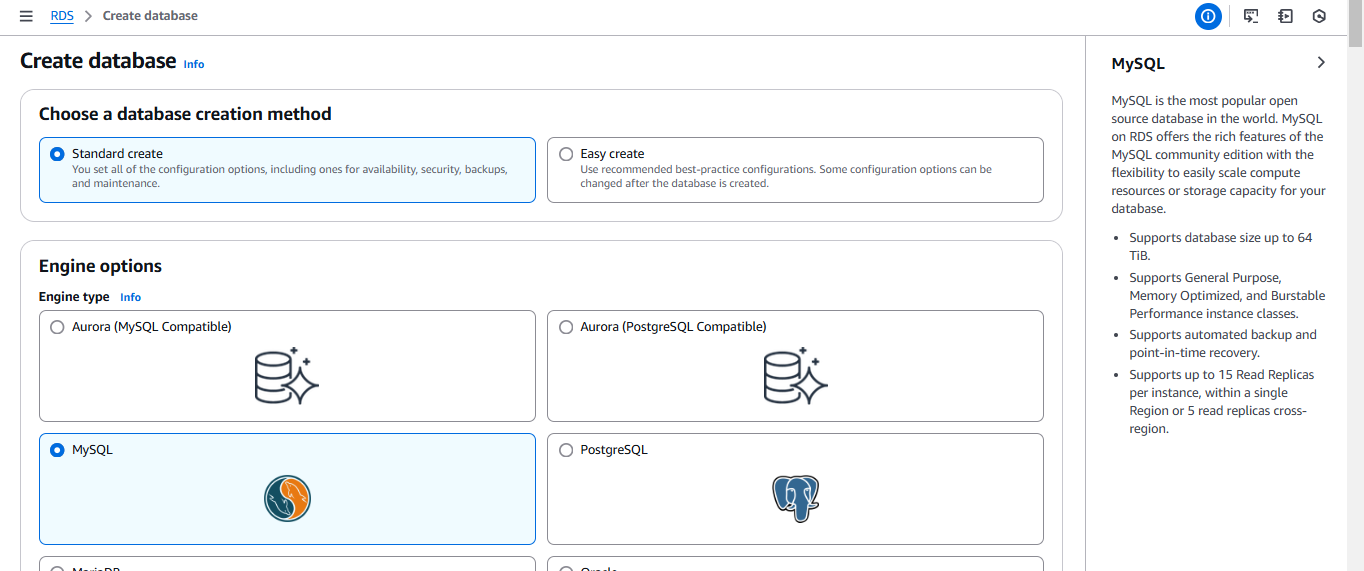 RDS > Create database
Create database Info
Choose a database creation method
Standard create
You set all of the configuration options, including ones for availability, security, backups,
and maintenance.
Easy create
Use recommended best-practice configurations. Some configuration options can be
changed after the database is created.
Engine options
Engine type Info
Aurora (MySQL Compatible)
Aurora (PostgreSQL Compatible)
MySQL
PostgreSQL
MariaDB
Oracle
MySQL
MySQL is the most popular open
source database in the world. MySQL
on RDS offers the rich features of the
MySQL community edition with the
flexibility to easily scale compute
resources or storage capacity for your
database.
• Supports database size up to 64
TiB.
• Supports General Purpose,
Memory Optimized, and Burstable
Performance instance classes.
• Supports automated backup and
point-in-time recovery.
• Supports up to 15 Read Replicas
per instance, within a single
Region or 5 read replicas cross-
region.